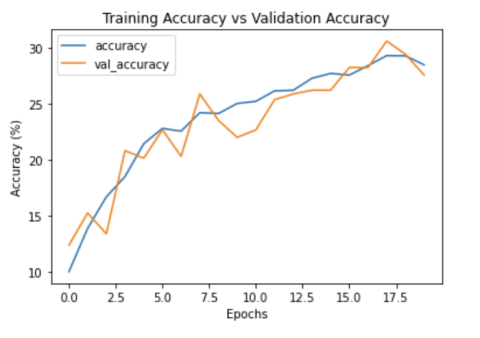 Training Accuracy vs Validation Accuracy
accuracy
val_accuracy
30
25
20
15
10
Accuracy (%)
0.0 2.5 5.0 7.5 10.0 12.5 15.0 17.5
Epochs